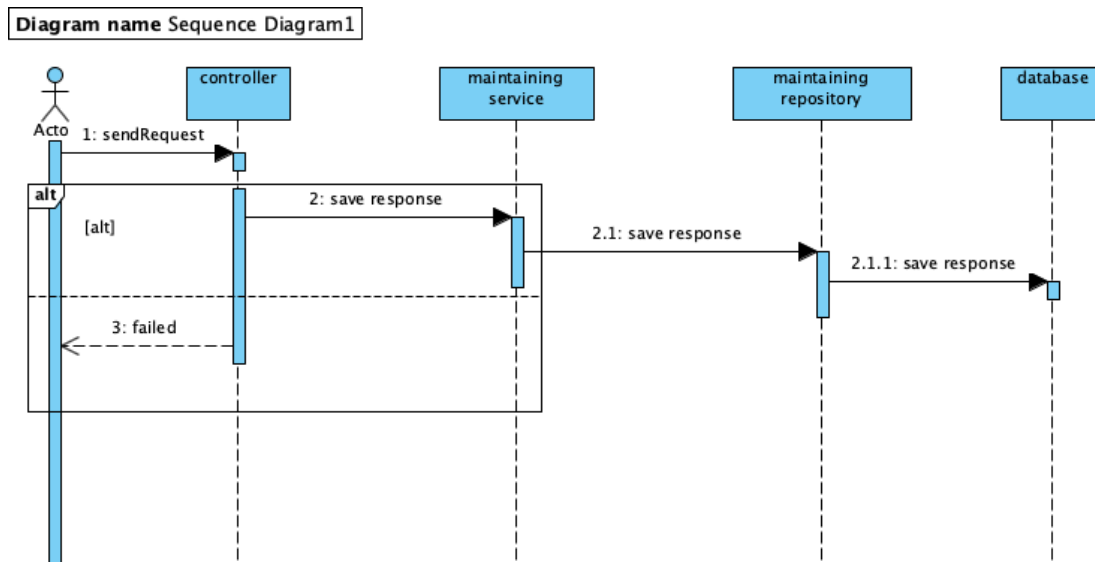 Diagram name Sequence Diagram1
controller
maintaining
service
maintaining
repository
database
Acto
1: sendRequest
alt
[alt]
2: save response
2.1: save response
2.1.1: save response
3: failed